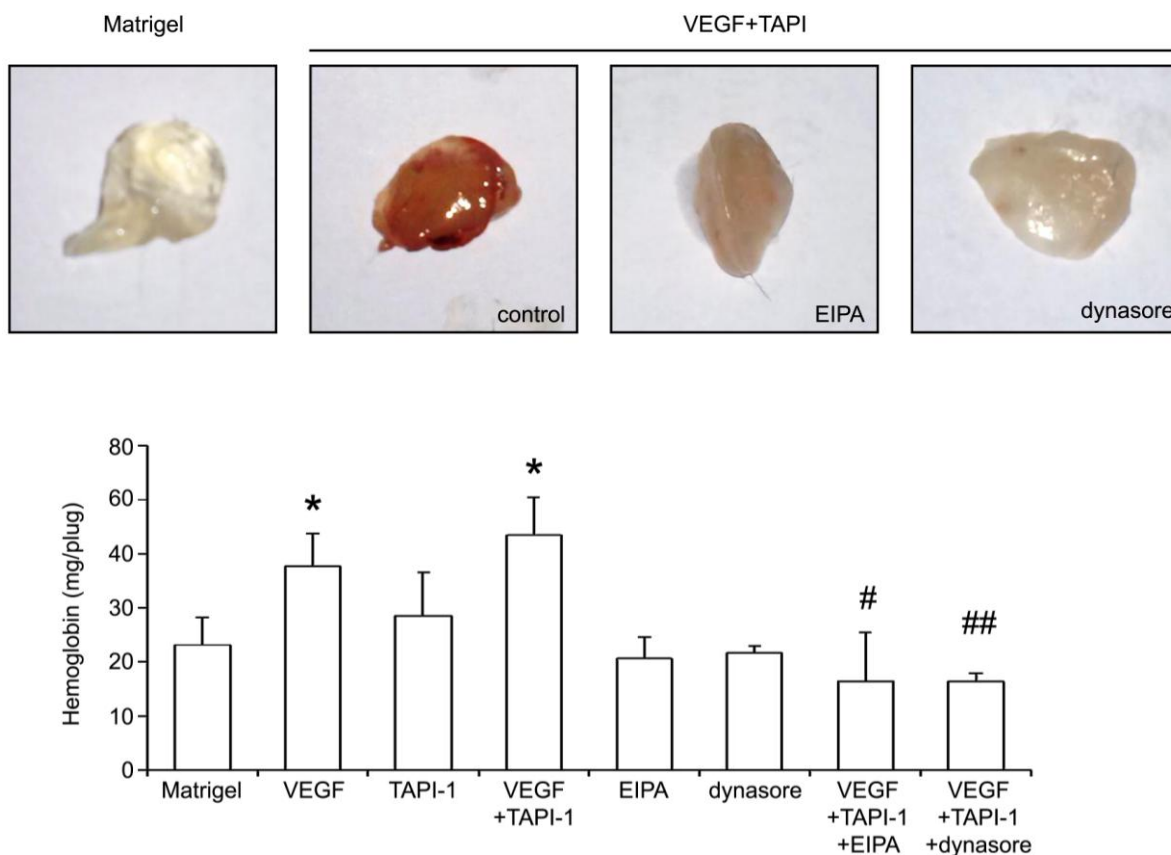 Matrigel
VEGF+TAPI
control
EIPA
dynasore
Hemoglobin (mg/plug)
80
60
40
30
20
10
0
*
*
#
##
Matrigel
VEGF
TAPI-1
VEGF
+TAPI-1
EIPA
dynasore
VEGF
+TAPI-1
+EIPA
VEGF
+TAPI-1
+dynasore